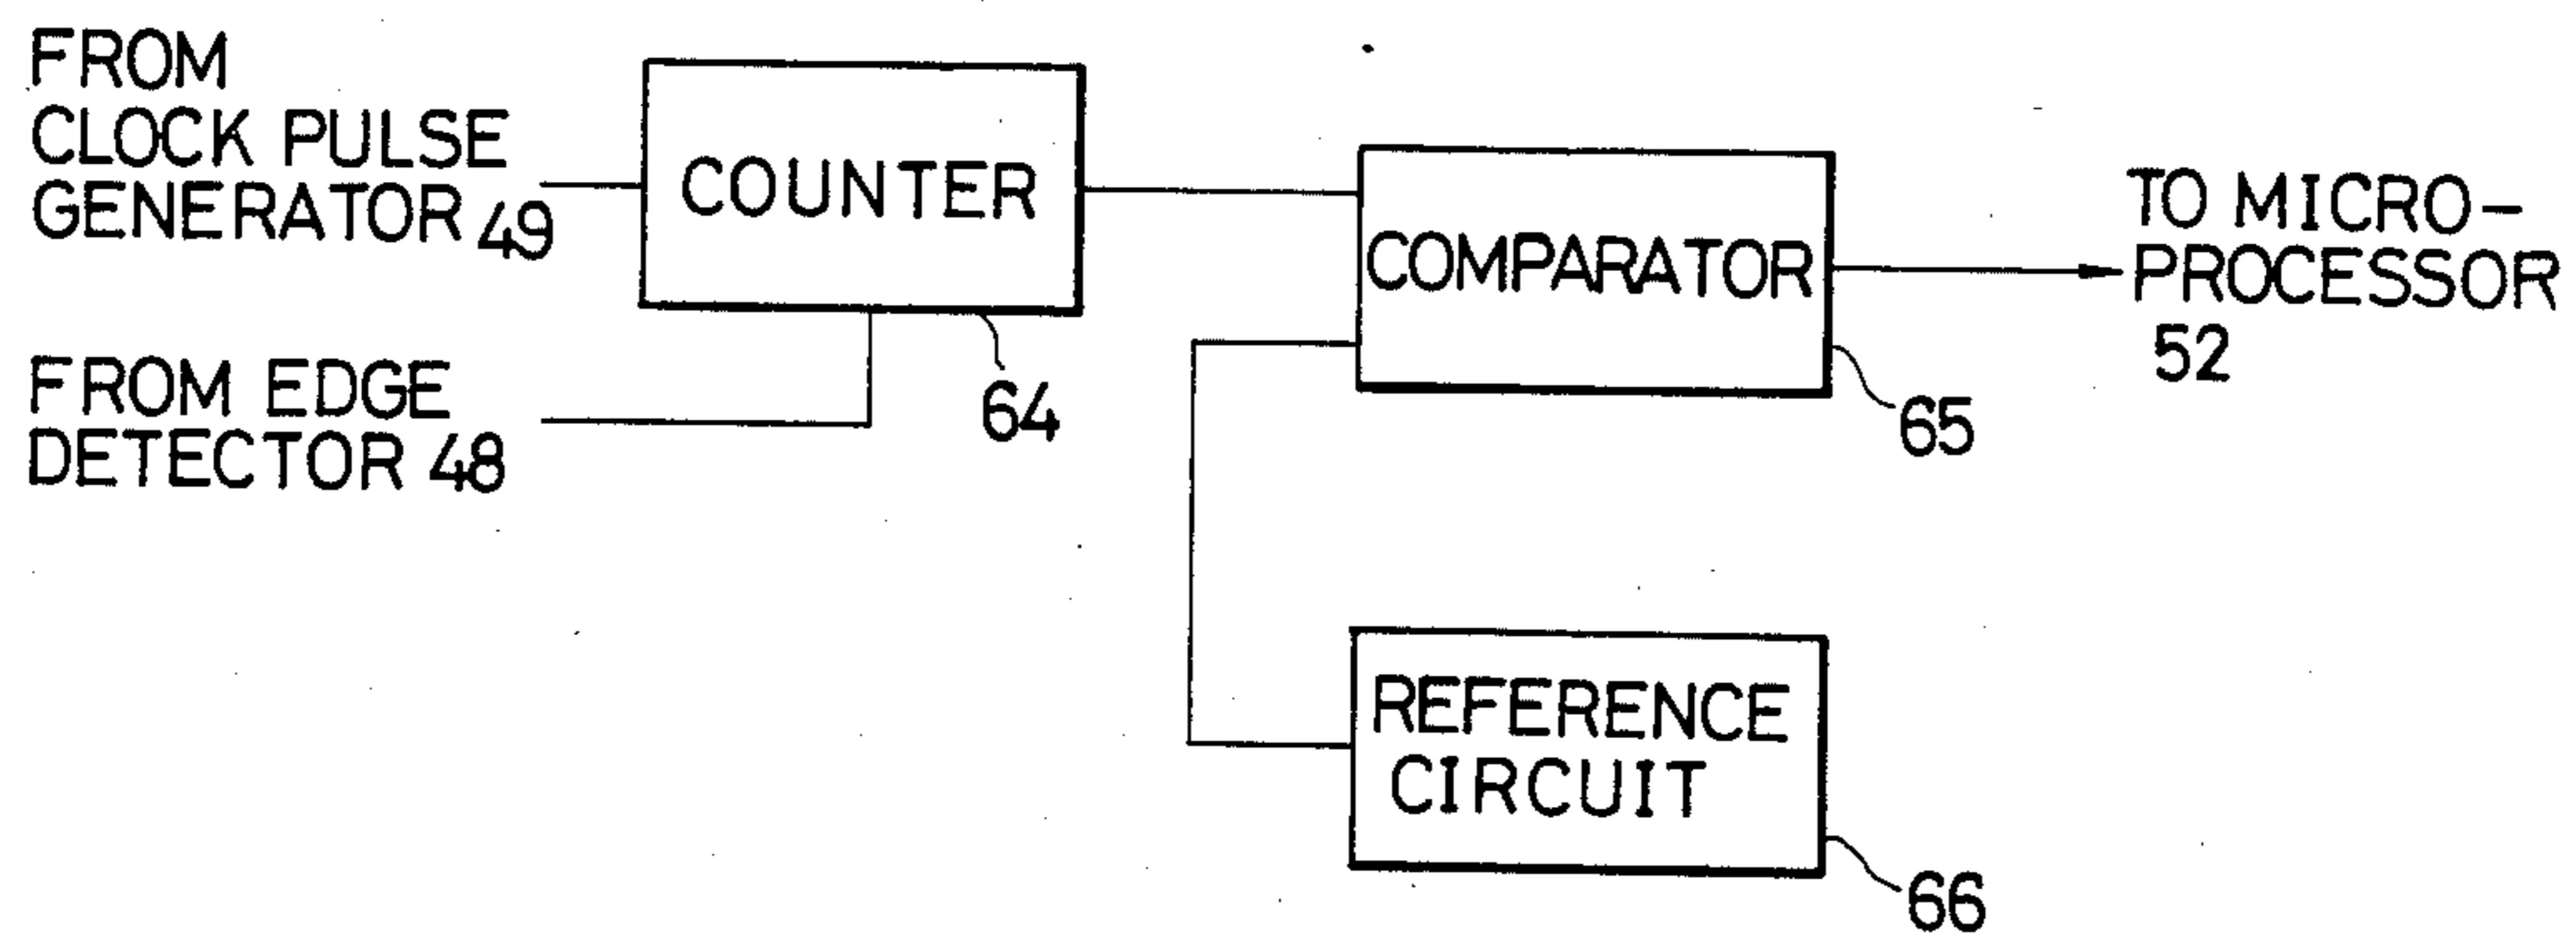 FROM
CLOCK PULSE
GENERATOR 49
COUNTER
64
FROM EDGE
DETECTOR 48
COMPARATOR
65
TO MICRO-
PROCESSOR
52
REFERENCE
CIRCUIT
66